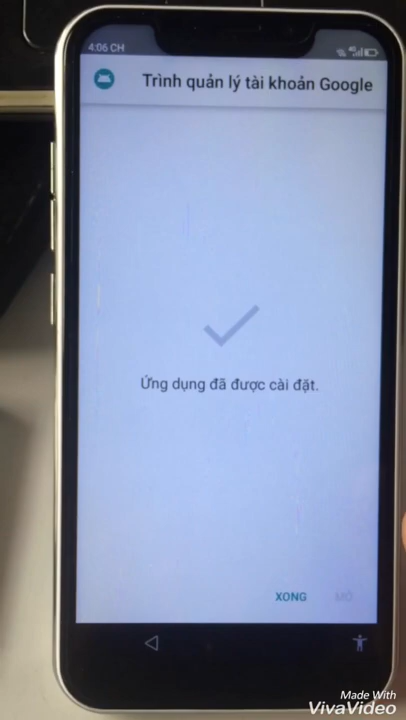 4:06 CH
4G
Trình quản lý tài khoản Google
Ứng dụng đã được cài đặt.
XONG
MỞ
Made With
VivaVideo